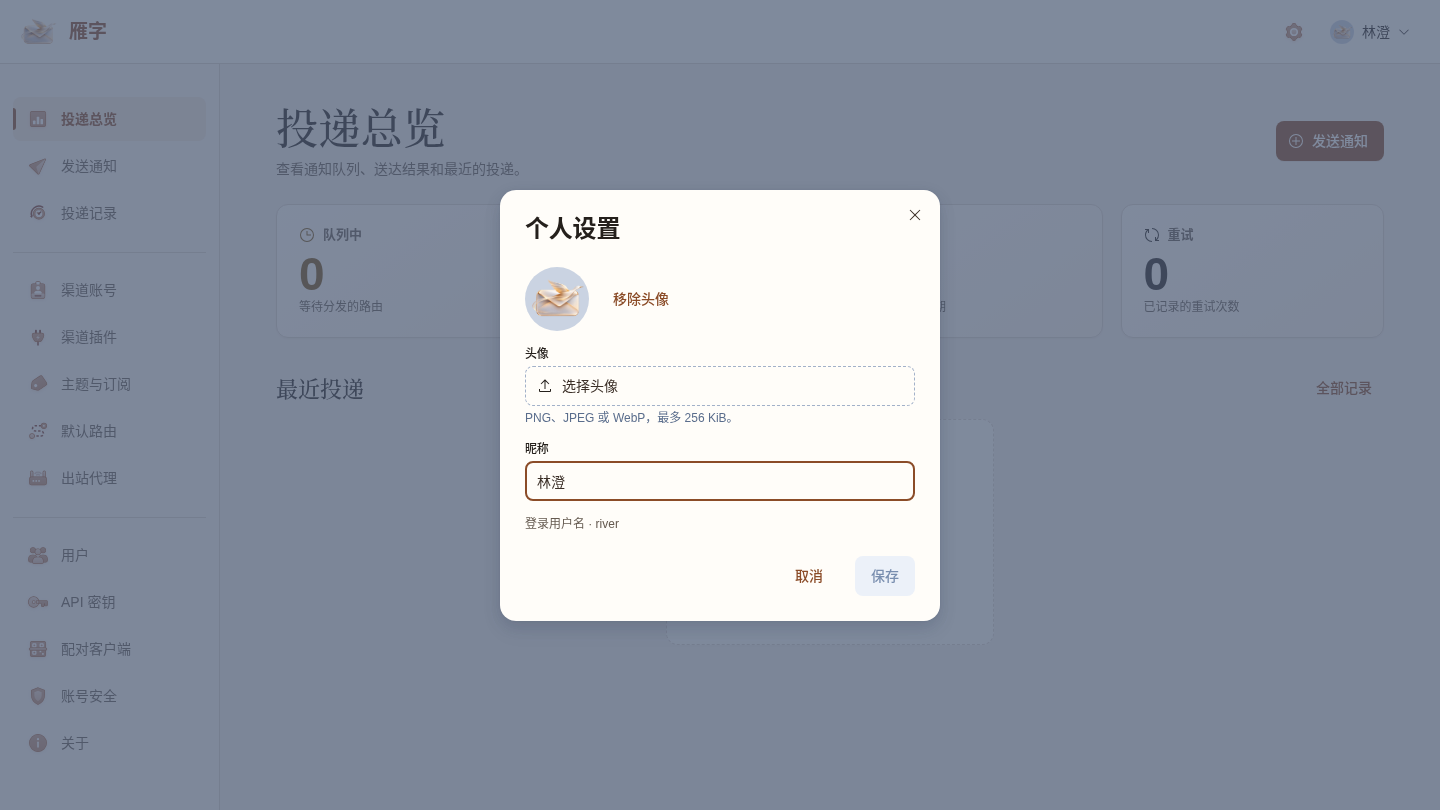 雁字
林澄
投递总览
发送通知
投递记录
渠道账号
渠道插件
主题与订阅
默认路由
出站代理
用户
API 密钥
配对客户端
账号安全
关于
投递总览
查看通知队列、送达结果和最近的投递。
发送通知
队列中
0
等待分发的路由
重试
0
已记录的重试次数
最近投递
全部记录
个人设置
移除头像
头像
选择头像
PNG、JPEG 或 WebP，最多 256 KiB。
昵称
林澄
登录用户名 · river
取消
保存